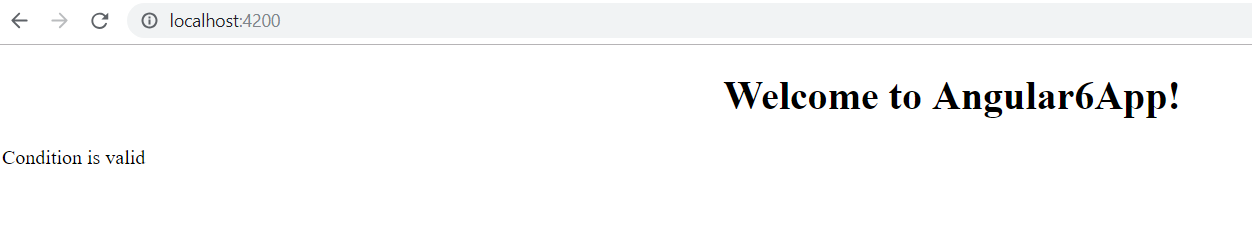 localhost:4200
Welcome to Angular6App!
Condition is valid